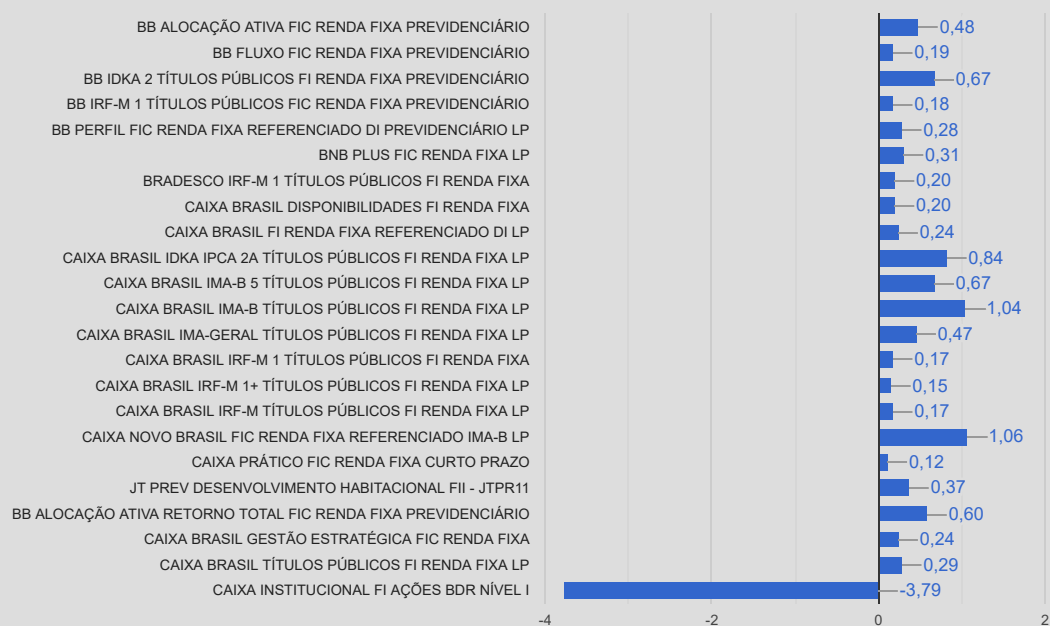 BB ALOCAÇÃO ATIVA FIC RENDA FIXA PREVIDENCIÁRIO 0,48
BB FLUXO FIC RENDA FIXA PREVIDENCIÁRIO 0,19
BB IDKA 2 TÍTULOS PÚBLICOS FI RENDA FIXA PREVIDENCIÁRIO 0,67
BB IRF-M 1 TÍTULOS PÚBLICOS FIC RENDA FIXA PREVIDENCIÁRIO 0,18
BB PERFIL FIC RENDA FIXA REFERENCIADO DI PREVIDENCIÁRIO LP 0,28
BNB PLUS FIC RENDA FIXA LP 0,31
BRADESCO IRF-M 1 TÍTULOS PÚBLICOS FI RENDA FIXA 0,20
CAIXA BRASIL DISPONIBILIDADES FI RENDA FIXA 0,20
CAIXA BRASIL FI RENDA FIXA REFERENCIADO DI LP 0,24
CAIXA BRASIL IDKA IPCA 2A TÍTULOS PÚBLICOS FI RENDA FIXA LP 0,84
CAIXA BRASIL IMA-B 5 TÍTULOS PÚBLICOS FI RENDA FIXA LP 0,67
CAIXA BRASIL IMA-B TÍTULOS PÚBLICOS FI RENDA FIXA LP 1,04
CAIXA BRASIL IMA-GERAL TÍTULOS PÚBLICOS FI RENDA FIXA LP 0,47
CAIXA BRASIL IRF-M 1 TÍTULOS PÚBLICOS FI RENDA FIXA 0,17
CAIXA BRASIL IRF-M 1+ TÍTULOS PÚBLICOS FI RENDA FIXA LP 0,15
CAIXA BRASIL IRF-M TÍTULOS PÚBLICOS FI RENDA FIXA LP 0,17
CAIXA NOVO BRASIL FIC RENDA FIXA REFERENCIADO IMA-B LP 1,06
CAIXA PRÁTICO FIC RENDA FIXA CURTO PRAZO 0,12
JT PREV DESENVOLVIMENTO HABITACIONAL FII - JTPR11 0,37
BB ALOCAÇÃO ATIVA RETORNO TOTAL FIC RENDA FIXA PREVIDENCIÁRIO 0,60
CAIXA BRASIL GESTÃO ESTRATÉGICA FIC RENDA FIXA 0,24
CAIXA BRASIL TÍTULOS PÚBLICOS FI RENDA FIXA LP 0,29
CAIXA INSTITUCIONAL FI AÇÕES BDR NÍVEL I -3,79
-4 -2 0 2